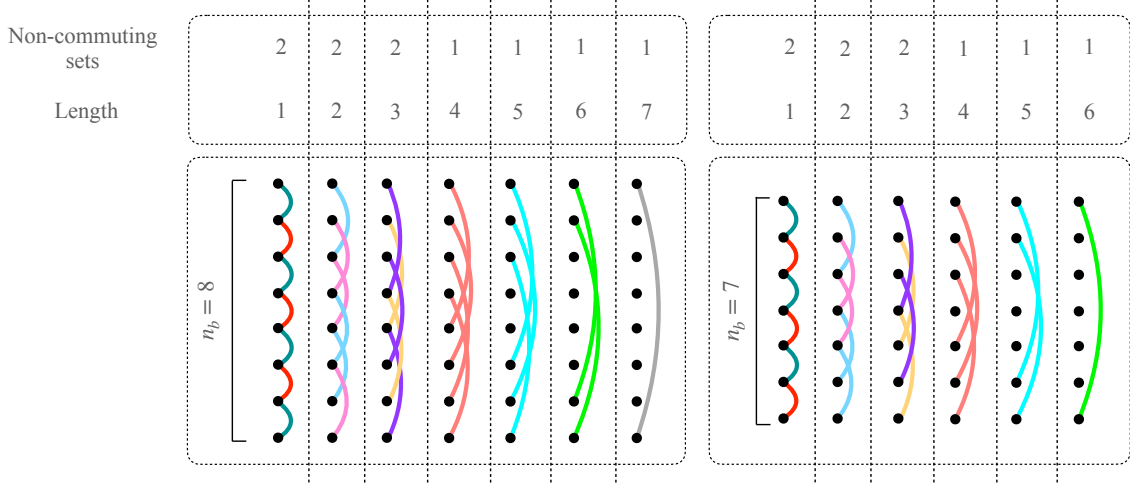 Non-commuting
sets
2 2 2 1 1 1 1
2 2 2 1 1 1
Length
1 2 3 4 5 6 7
1 2 3 4 5 6
n_b = 8
n_b = 7